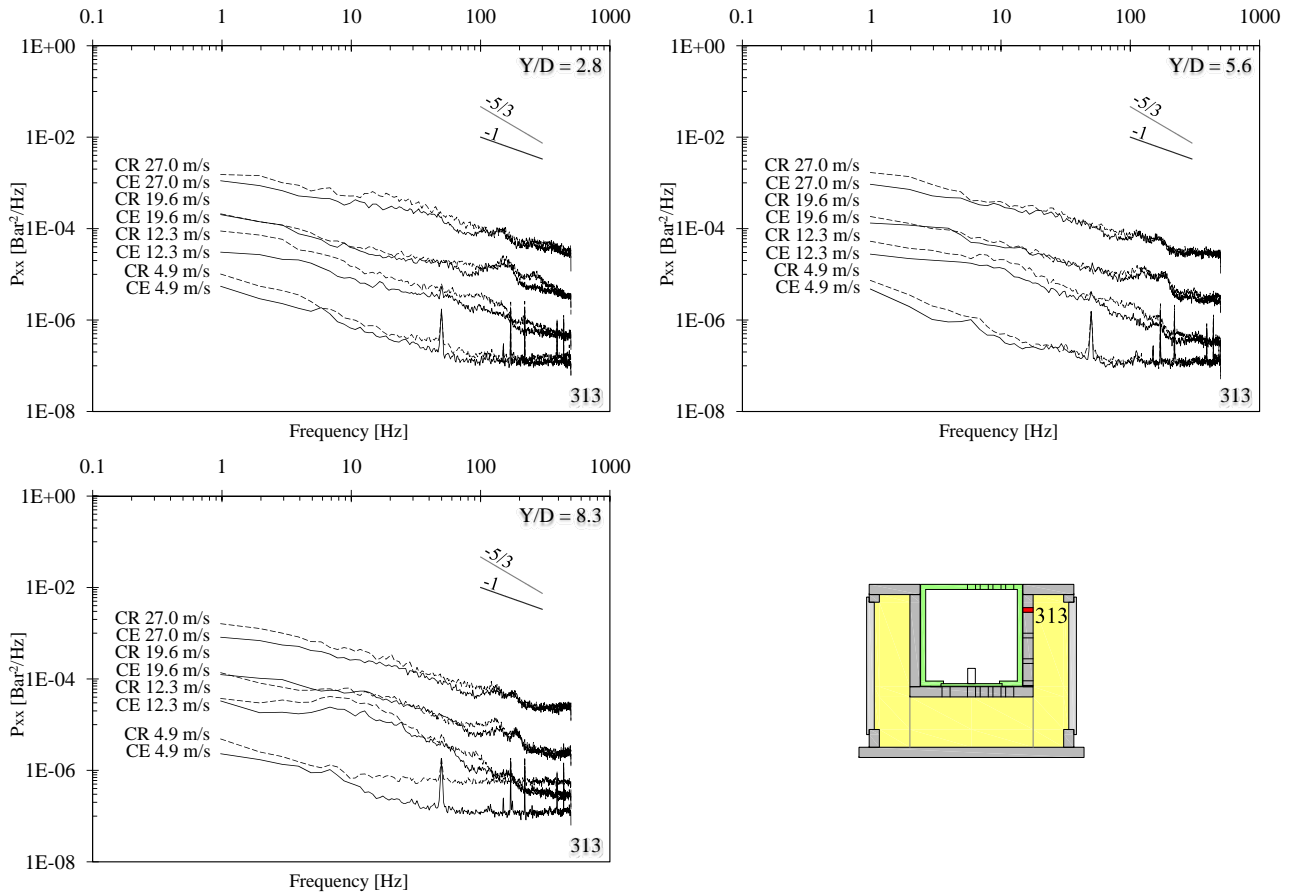 0.1 1 10 100 1000
1E+00
1E-02
1E-04
1E-06
1E-08
Pxx [Bar²/Hz]
Y/D = 2.8
-5/3
-1
CR 27.0 m/s
CE 27.0 m/s
CR 19.6 m/s
CE 19.6 m/s
CR 12.3 m/s
CE 12.3 m/s
CR 4.9 m/s
CE 4.9 m/s
313
Frequency [Hz]
0.1 1 10 100 1000
1E+00
1E-02
1E-04
1E-06
1E-08
Pxx [Bar²/Hz]
Y/D = 5.6
-5/3
-1
CR 27.0 m/s
CE 27.0 m/s
CR 19.6 m/s
CE 19.6 m/s
CR 12.3 m/s
CE 12.3 m/s
CR 4.9 m/s
CE 4.9 m/s
313
Frequency [Hz]
0.1 1 10 100 1000
1E+00
1E-02
1E-04
1E-06
1E-08
Pxx [Bar²/Hz]
Y/D = 8.3
-5/3
-1
CR 27.0 m/s
CE 27.0 m/s
CR 19.6 m/s
CE 19.6 m/s
CR 12.3 m/s
CE 12.3 m/s
CR 4.9 m/s
CE 4.9 m/s
313
Frequency [Hz]
313